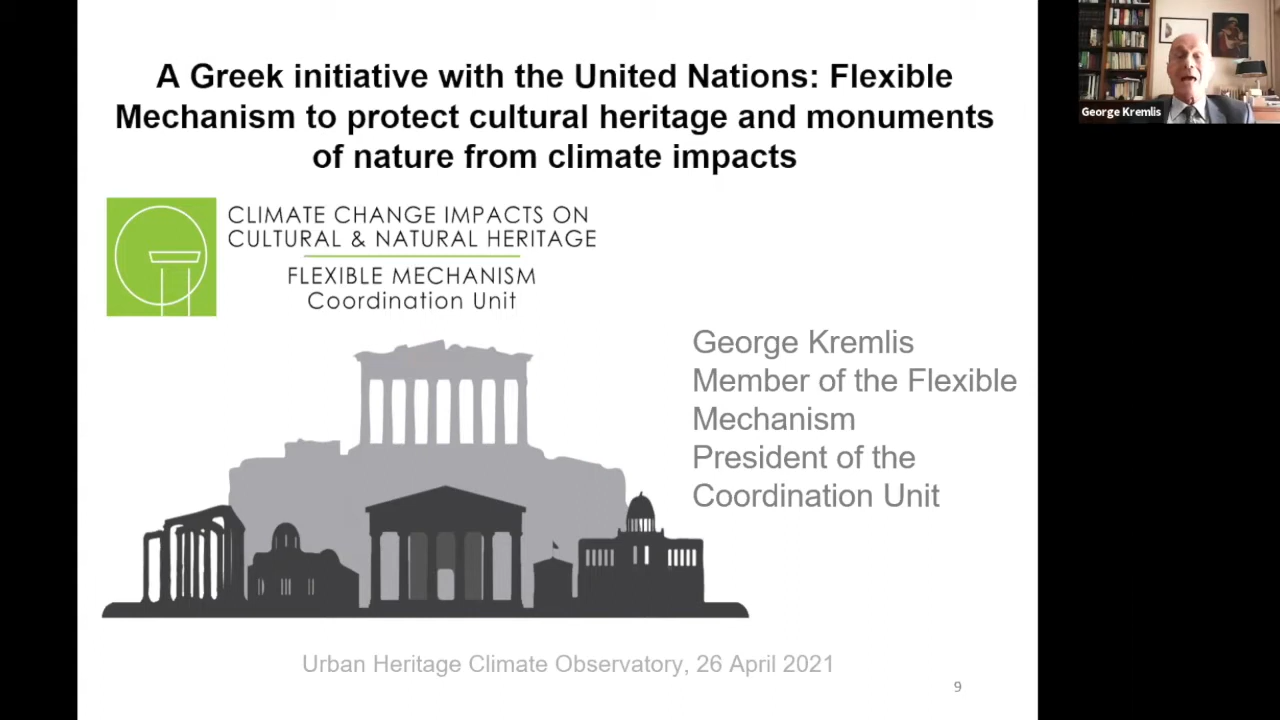 A Greek initiative with the United Nations: Flexible
Mechanism to protect cultural heritage and monuments
of nature from climate impacts
CLIMATE CHANGE IMPACTS ON
CULTURAL & NATURAL HERITAGE
FLEXIBLE MECHANISM
Coordination Unit
George Kremlis
Member of the Flexible
Mechanism
President of the
Coordination Unit
Urban Heritage Climate Observatory, 26 April 2021
9
George Kremlis